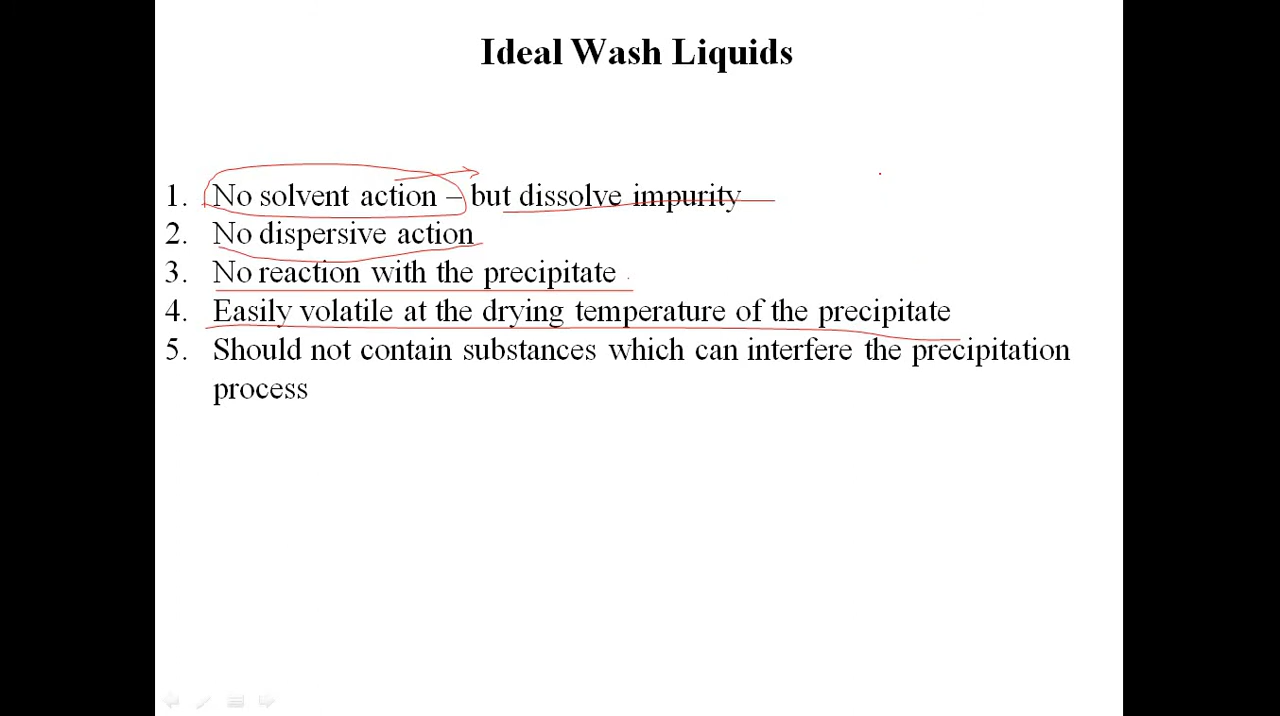 Ideal Wash Liquids
1. No solvent action – but dissolve impurity
2. No dispersive action
3. No reaction with the precipitate
4. Easily volatile at the drying temperature of the precipitate
5. Should not contain substances which can interfere the precipitation
process